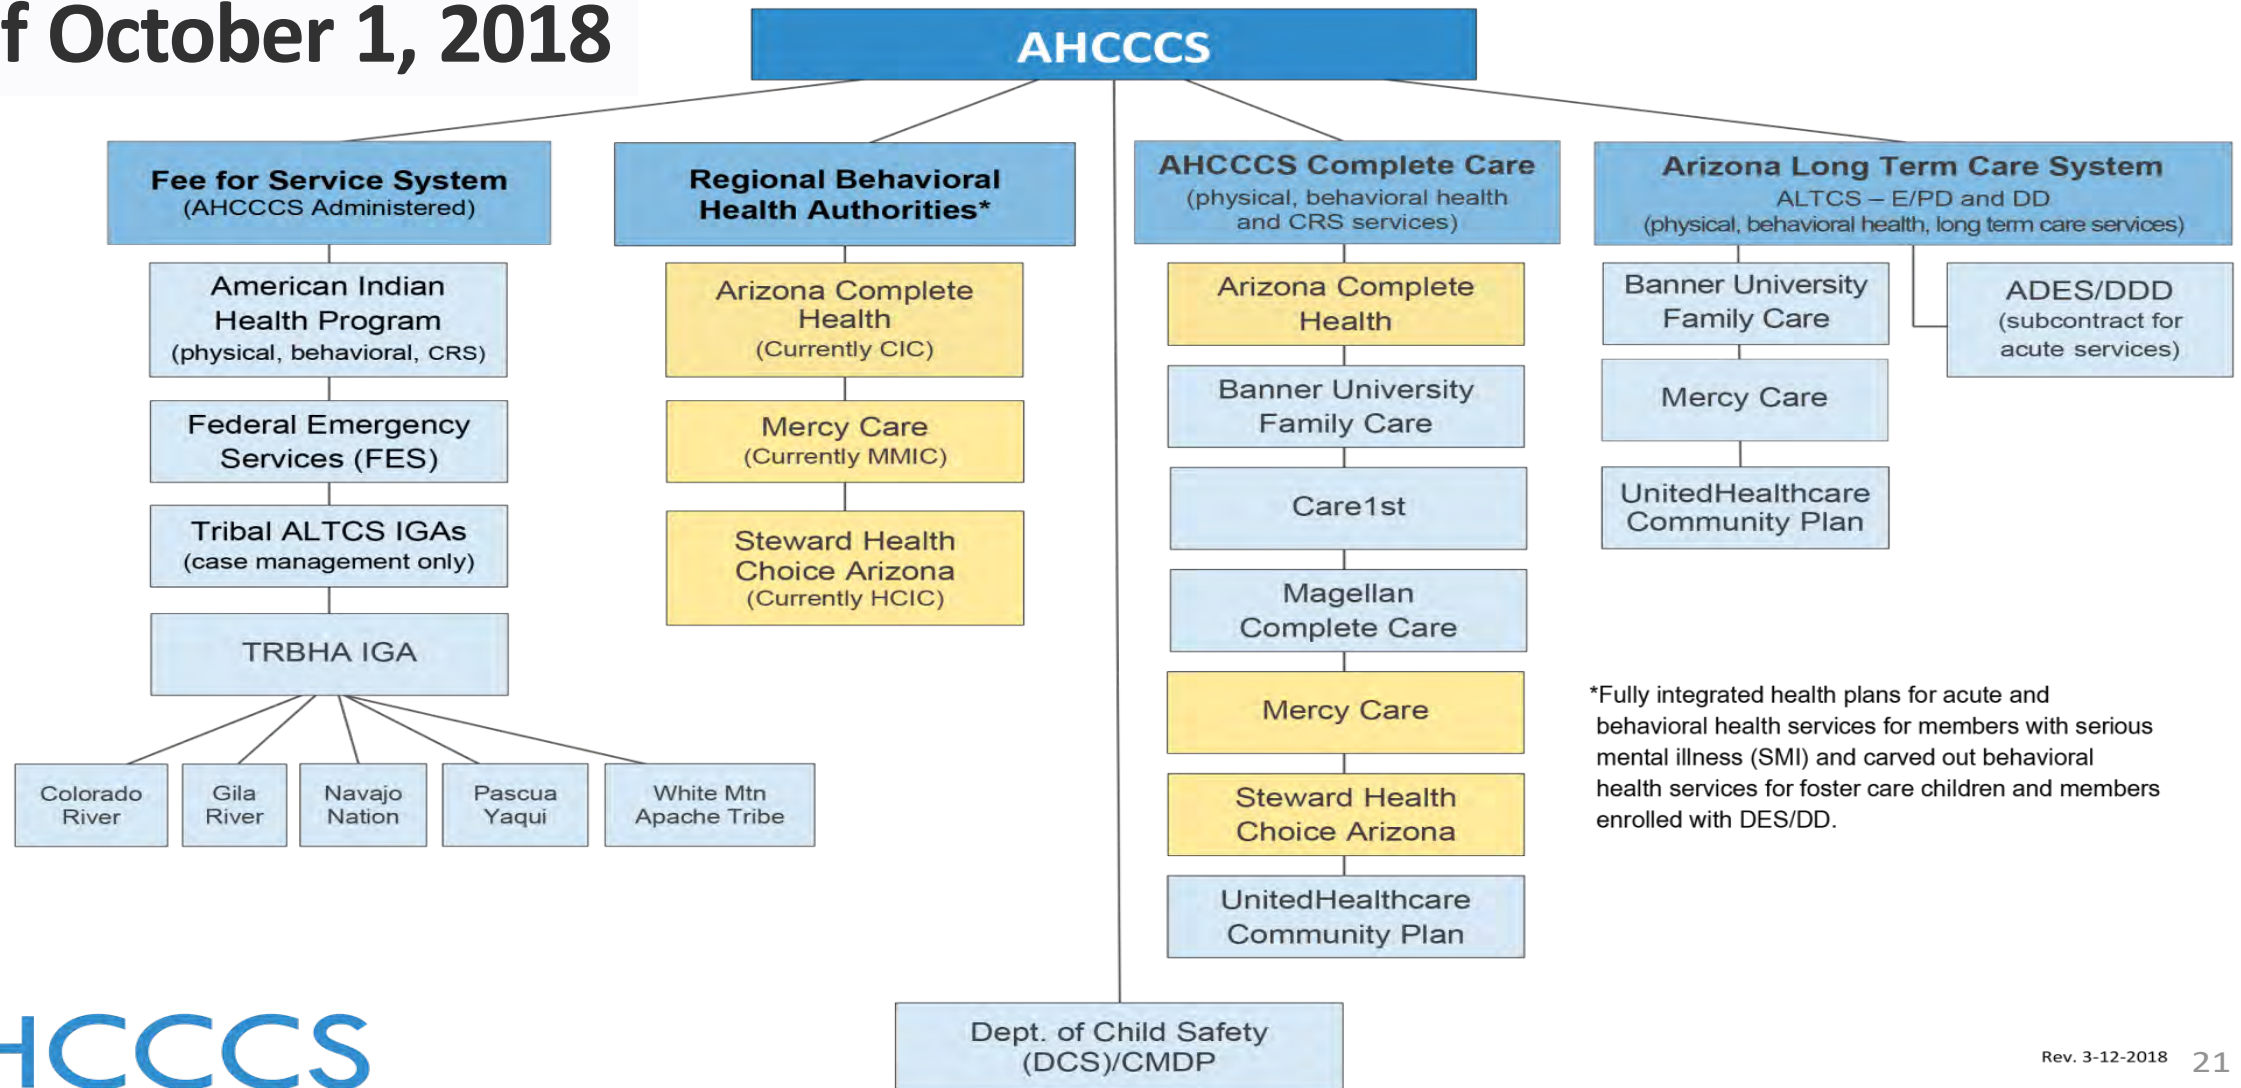 f October 1, 2018
AHCCCS
Fee for Service System
(AHCCCS Administered)
American Indian
Health Program
(physical, behavioral, CRS)
Federal Emergency
Services (FES)
Tribal ALTCS IGAs
(case management only)
TRBHA IGA
Colorado
River
Gila
River
Navajo
Nation
Pascua
Yaqui
White Mtn
Apache Tribe
Regional Behavioral
Health Authorities*
Arizona Complete
Health
(Currently CIC)
Mercy Care
(Currently MMIC)
Steward Health
Choice Arizona
(Currently HCIC)
AHCCCS Complete Care
(physical, behavioral health
and CRS services)
Arizona Complete
Health
Banner University
Family Care
Care1st
Magellan
Complete Care
Mercy Care
Steward Health
Choice Arizona
UnitedHealthcare
Community Plan
Arizona Long Term Care System
ALTCS – E/PD and DD
(physical, behavioral health, long term care services)
Banner University
Family Care
Mercy Care
UnitedHealthcare
Community Plan
ADES/DDD
(subcontract for
acute services)
*Fully integrated health plans for acute and
behavioral health services for members with serious
mental illness (SMI) and carved out behavioral
health services for foster care children and members
enrolled with DES/DD.
Dept. of Child Safety
(DCS)/CMDP
HCCCS
Rev. 3-12-2018 21